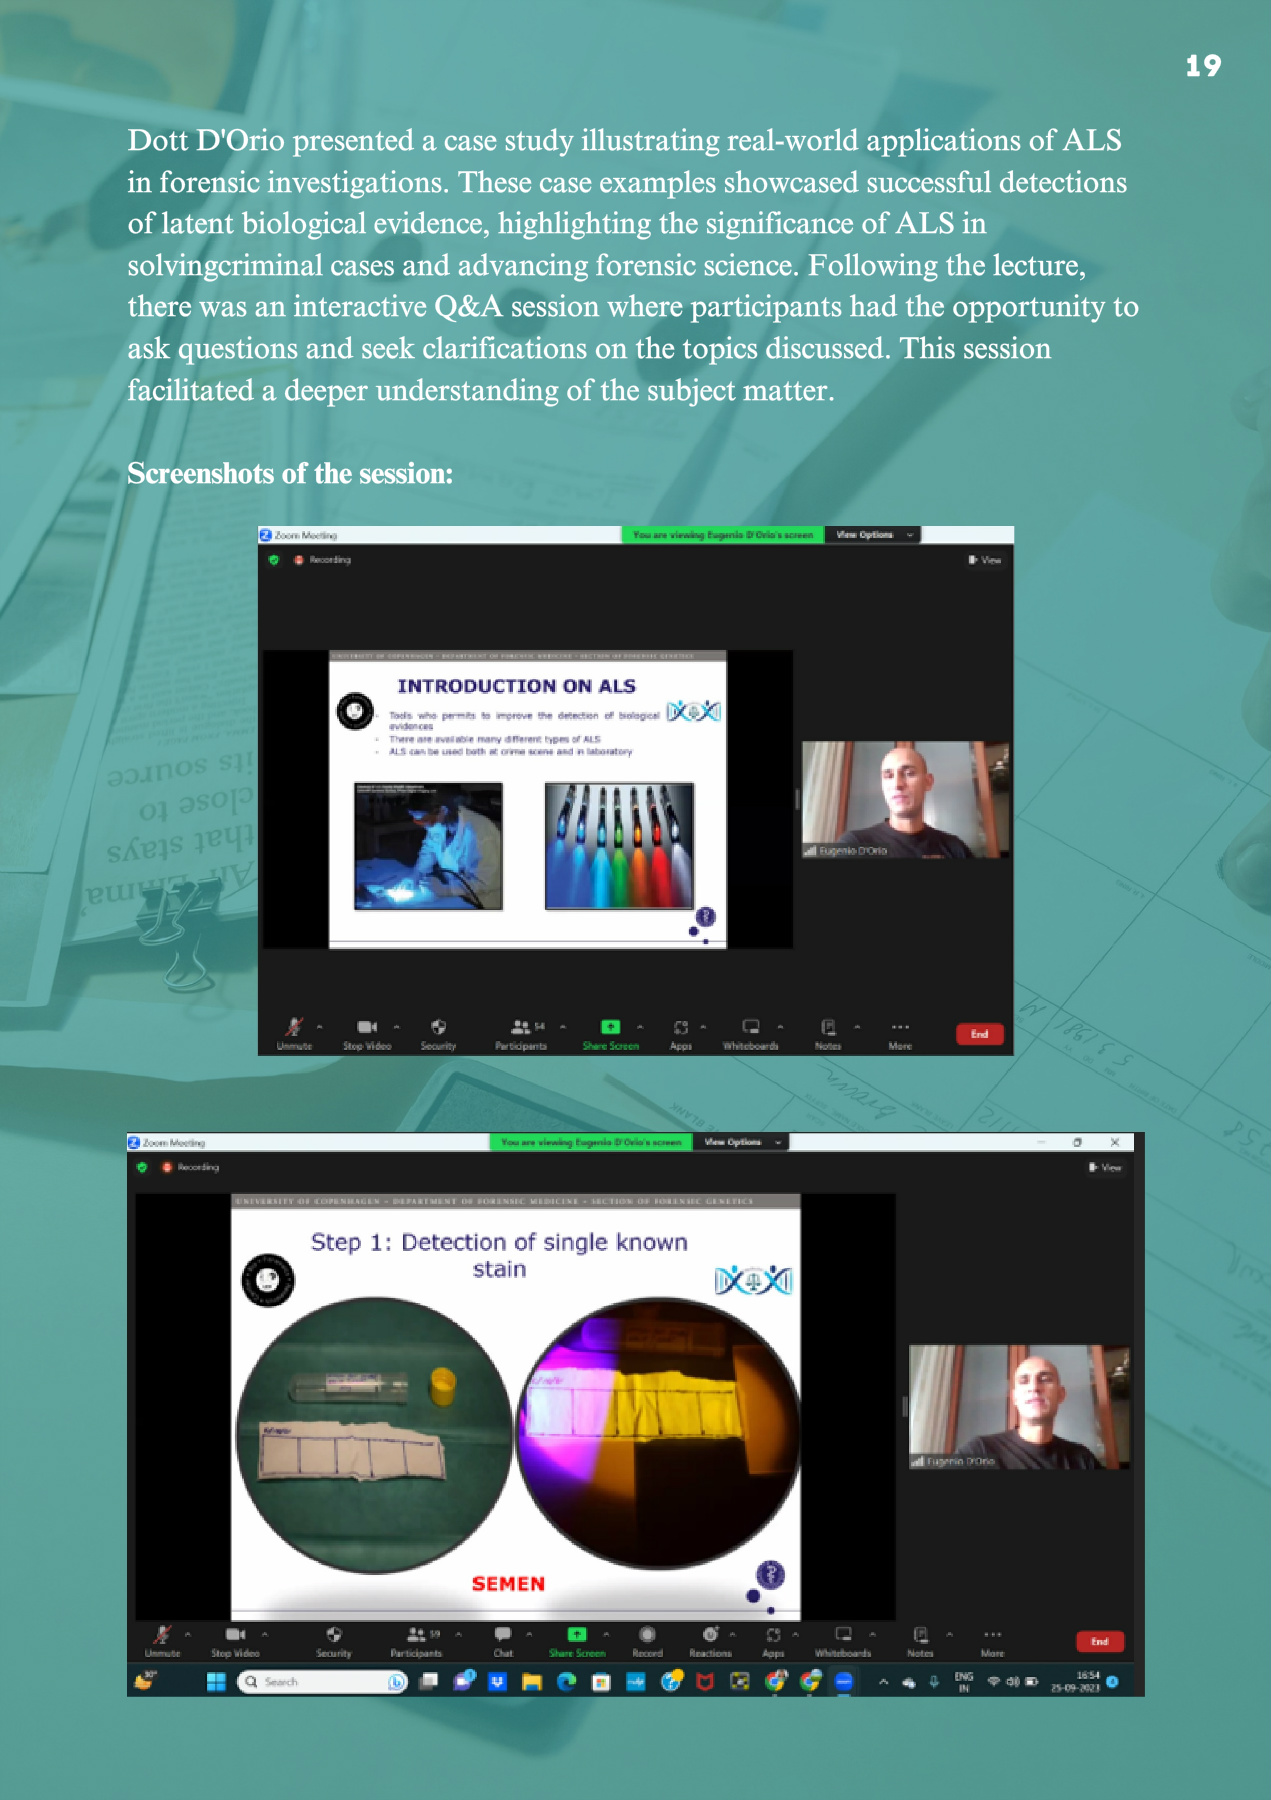 19
Dott D'Orio presented a case study illustrating real-world applications of ALS
in forensic investigations. These case examples showcased successful detections
of latent biological evidence, highlighting the significance of ALS in
solvingcriminal cases and advancing forensic science. Following the lecture,
there was an interactive Q&A session where participants had the opportunity to
ask questions and seek clarifications on the topics discussed. This session
facilitated a deeper understanding of the subject matter.
Screenshots of the session:
Zoom Meeting
You are viewing Eugenio D'Orio's screen
View Options
Recording
View
UNIVERSITY OF COPENHAGEN - DEPARTMENT OF FORENSIC MEDICINE - SECTION OF FORENSIC GENETICS
INTRODUCTION ON ALS
- Tools who permits to improve the detection of biological
evidences
- There are available many different types of ALS
- ALS can be used both at crime scene and in laboratory
Eugenio D'Orio
54
Unmute Stop Video Security Participants Share Screen Apps Whiteboards Notes More End
its source
close to
that stays
Zoom Meeting
You are viewing Eugenio D'Orio's screen
View Options
Recording
View
UNIVERSITY OF COPENHAGEN - DEPARTMENT OF FORENSIC MEDICINE - SECTION OF FORENSIC GENETICS
Step 1: Detection of single known
stain
SEMEN
Eugenio D'Orio
59
Unmute Stop Video Security Participants Chat Share Screen Record Reactions Apps Whiteboards Notes More End
30°
Search
ENG
IN
16:54
25-09-2023